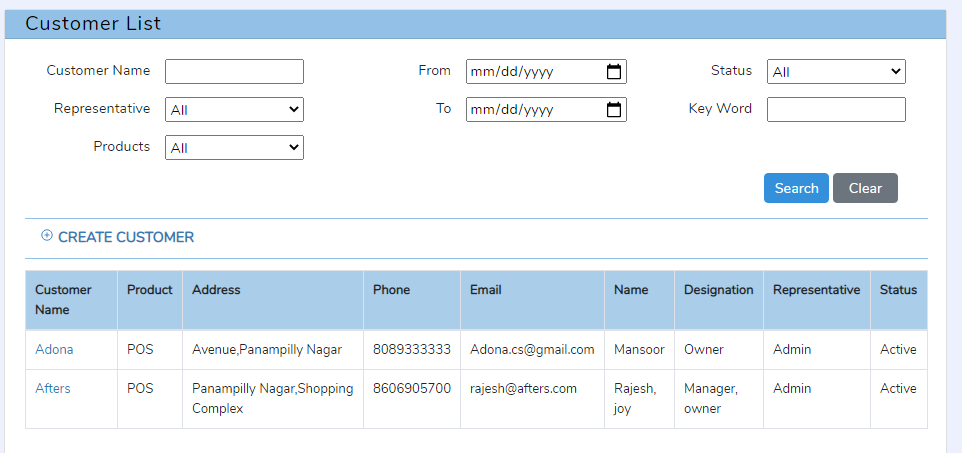 Customer List
Customer Name From mm/dd/yyyy Status All
Representative All To mm/dd/yyyy Key Word
Products All
Search Clear
CREATE CUSTOMER
Customer Name Product Address Phone Email Name Designation Representative Status
Adona POS Avenue,Panampilly Nagar 8089333333 Adona.cs@gmail.com Mansoor Owner Admin Active
Afters POS Panampilly Nagar,Shopping Complex 8606905700 rajesh@afters.com Rajesh, joy Manager, owner Admin Active